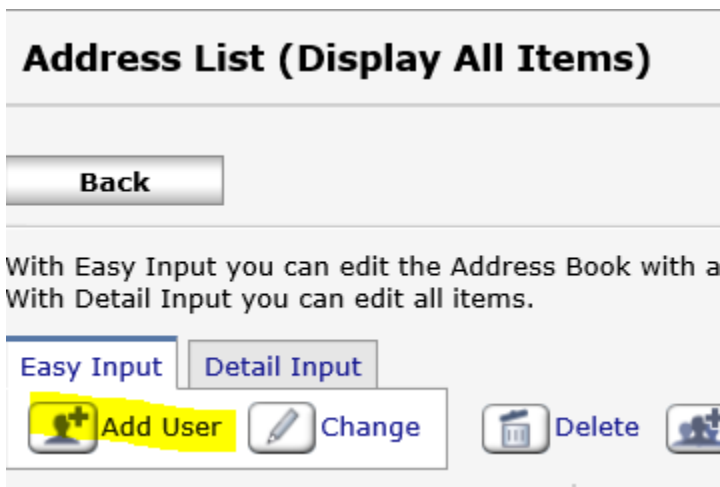 Address List (Display All Items)
Back
With Easy Input you can edit the Address Book with a
With Detail Input you can edit all items.
Easy Input Detail Input
Add User Change Delete